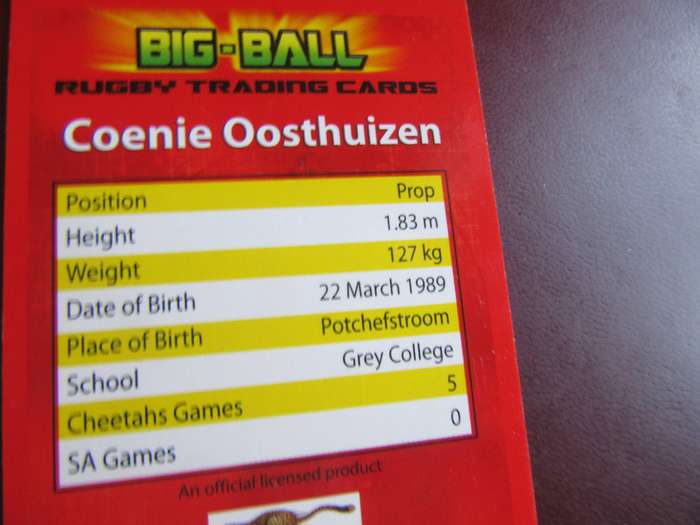 BIG-BALL
RUGBY TRADING CARDS
Coenie Oosthuizen
Position Prop
Height 1.83 m
Weight 127 kg
Date of Birth 22 March 1989
Place of Birth Potchefstroom
School Grey College
Cheetahs Games 5
SA Games 0
An official licensed product